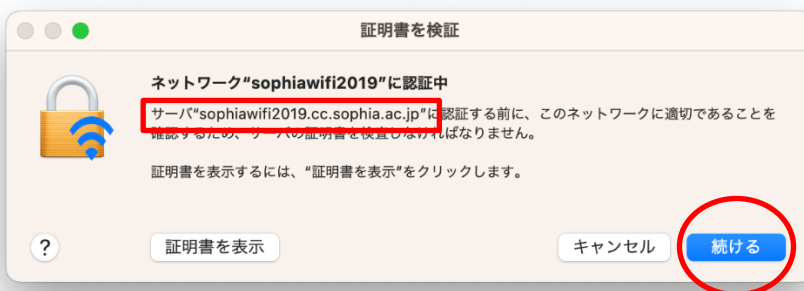 証明書を検証
ネットワーク“sophiawifi2019”に認証中
サーバ“sophiawifi2019.cc.sophia.ac.jp”に認証する前に、このネットワークに適切であることを
確認するため、サーバの証明書を検査しなければなりません。
証明書を表示するには、“証明書を表示”をクリックします。
? 証明書を表示 キャンセル 続ける